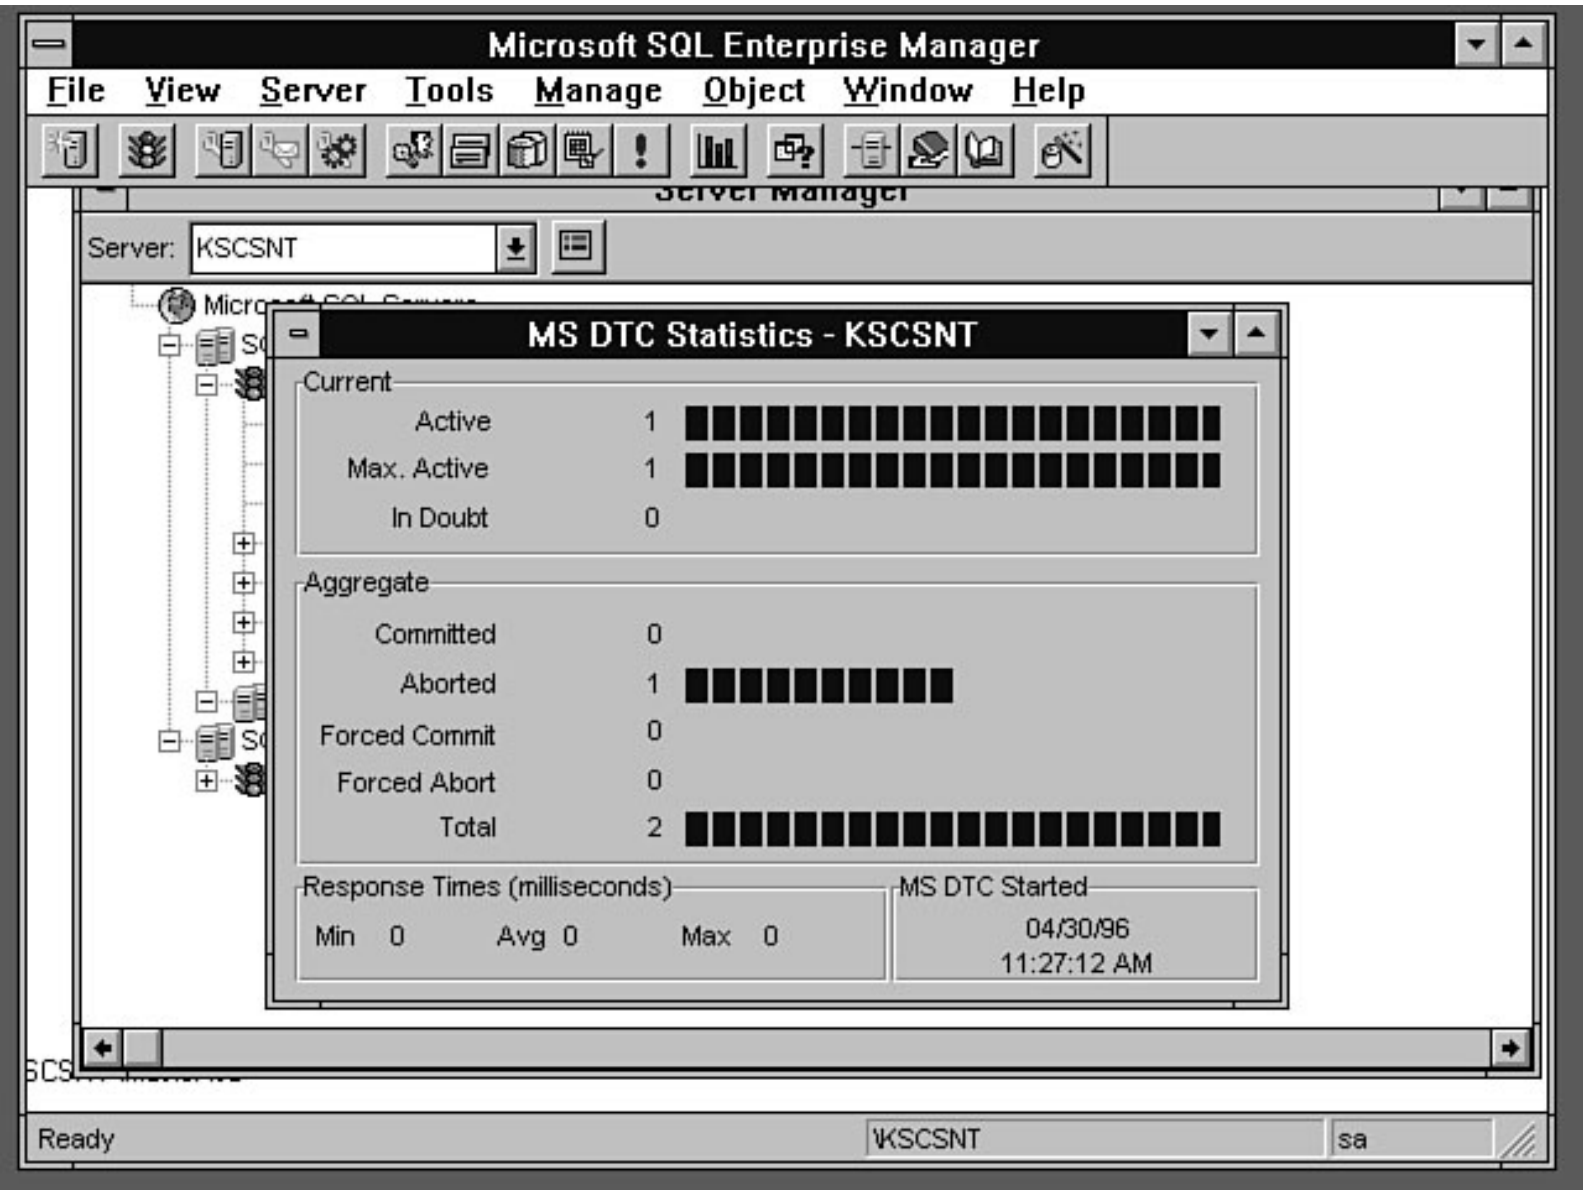 Microsoft SQL Enterprise Manager
File View Server Tools Manage Object Window Help
Server Manager
Server: KSCSNT
MS DTC Statistics - KSCSNT
Current
Active 1
Max. Active 1
In Doubt 0
Aggregate
Committed 0
Aborted 1
Forced Commit 0
Forced Abort 0
Total 2
Response Times (milliseconds)
Min 0 Avg 0 Max 0
MS DTC Started
04/30/96
11:27:12 AM
Ready \KSCSNT sa